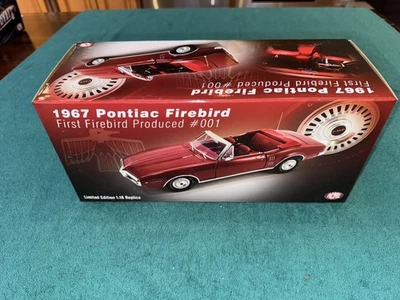 1967 Pontiac Firebird
First Firebird Produced #001
1967 Pontiac Firebird
First Firebird Produced #001
Limited Edition 1:18 Replica